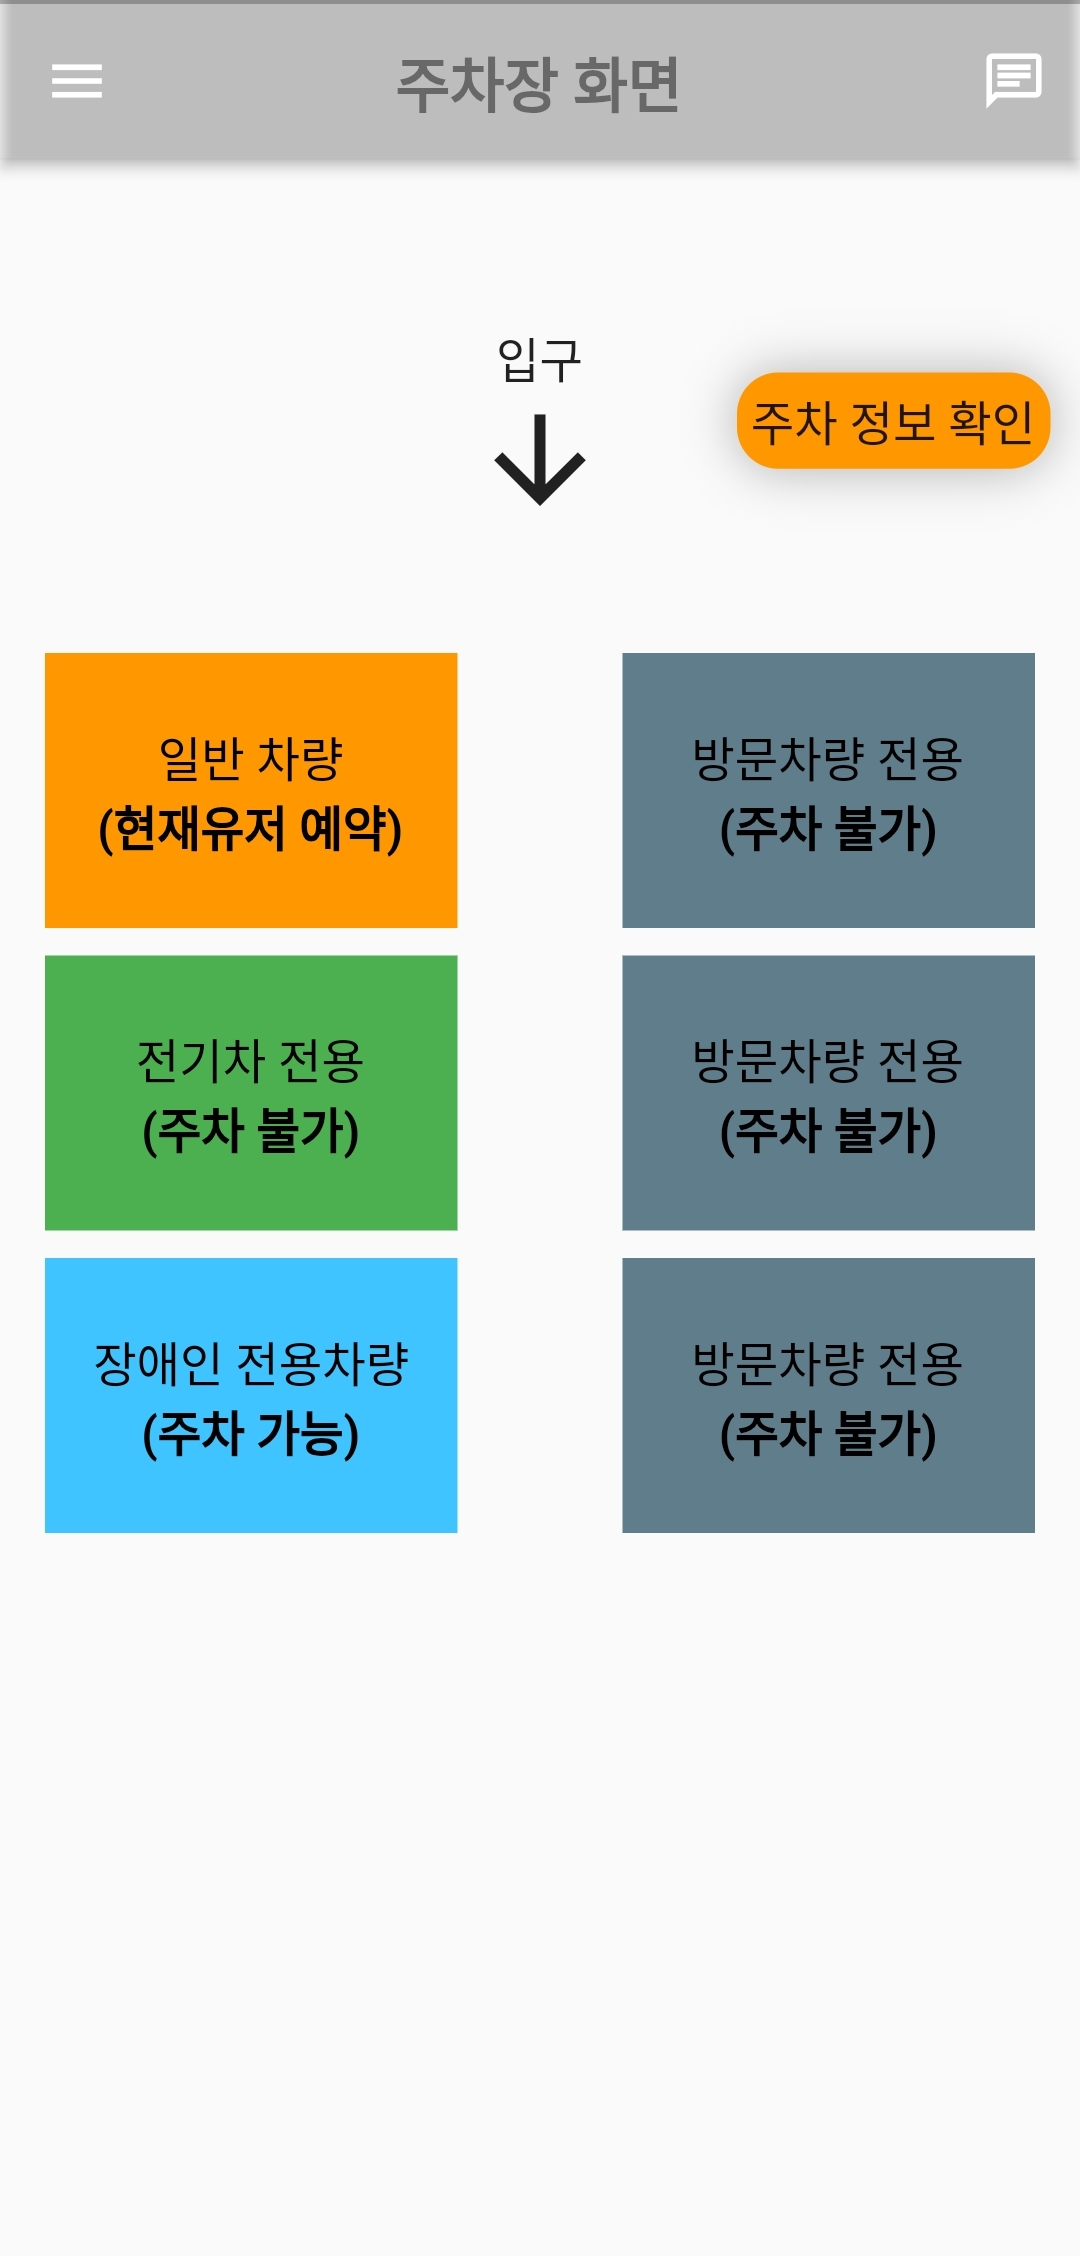 주차장 화면
입구
주차 정보 확인
일반 차량
(현재유저 예약)
방문차량 전용
(주차 불가)
전기차 전용
(주차 불가)
방문차량 전용
(주차 불가)
장애인 전용차량
(주차 가능)
방문차량 전용
(주차 불가)